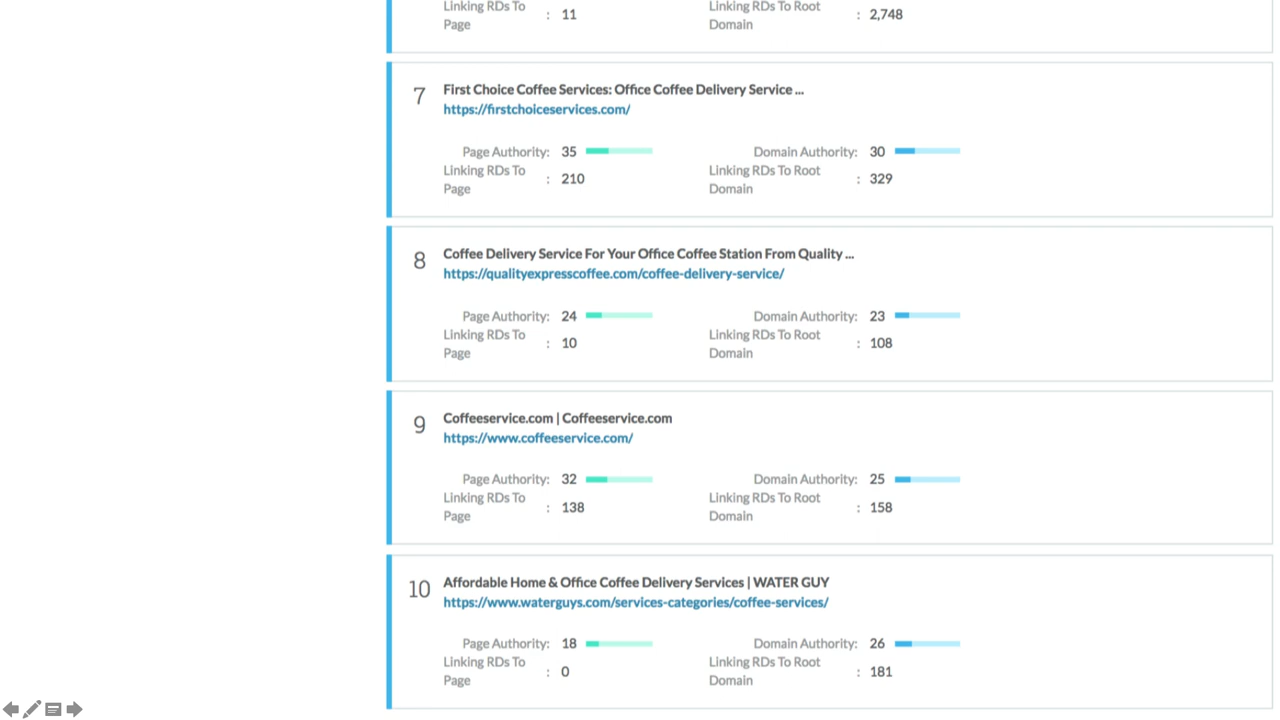 Linking RDs To Page : 11 Linking RDs To Root Domain : 2,748
7 First Choice Coffee Services: Office Coffee Delivery Service ...
https://firstchoiceservices.com/
Page Authority: 35 Domain Authority: 30
Linking RDs To Page : 210 Linking RDs To Root Domain : 329
8 Coffee Delivery Service For Your Office Coffee Station From Quality ...
https://qualityexpresscoffee.com/coffee-delivery-service/
Page Authority: 24 Domain Authority: 23
Linking RDs To Page : 10 Linking RDs To Root Domain : 108
9 Coffeeservice.com | Coffeeservice.com
https://www.coffeeservice.com/
Page Authority: 32 Domain Authority: 25
Linking RDs To Page : 138 Linking RDs To Root Domain : 158
10 Affordable Home & Office Coffee Delivery Services | WATER GUY
https://www.waterguys.com/services-categories/coffee-services/
Page Authority: 18 Domain Authority: 26
Linking RDs To Page : 0 Linking RDs To Root Domain : 181